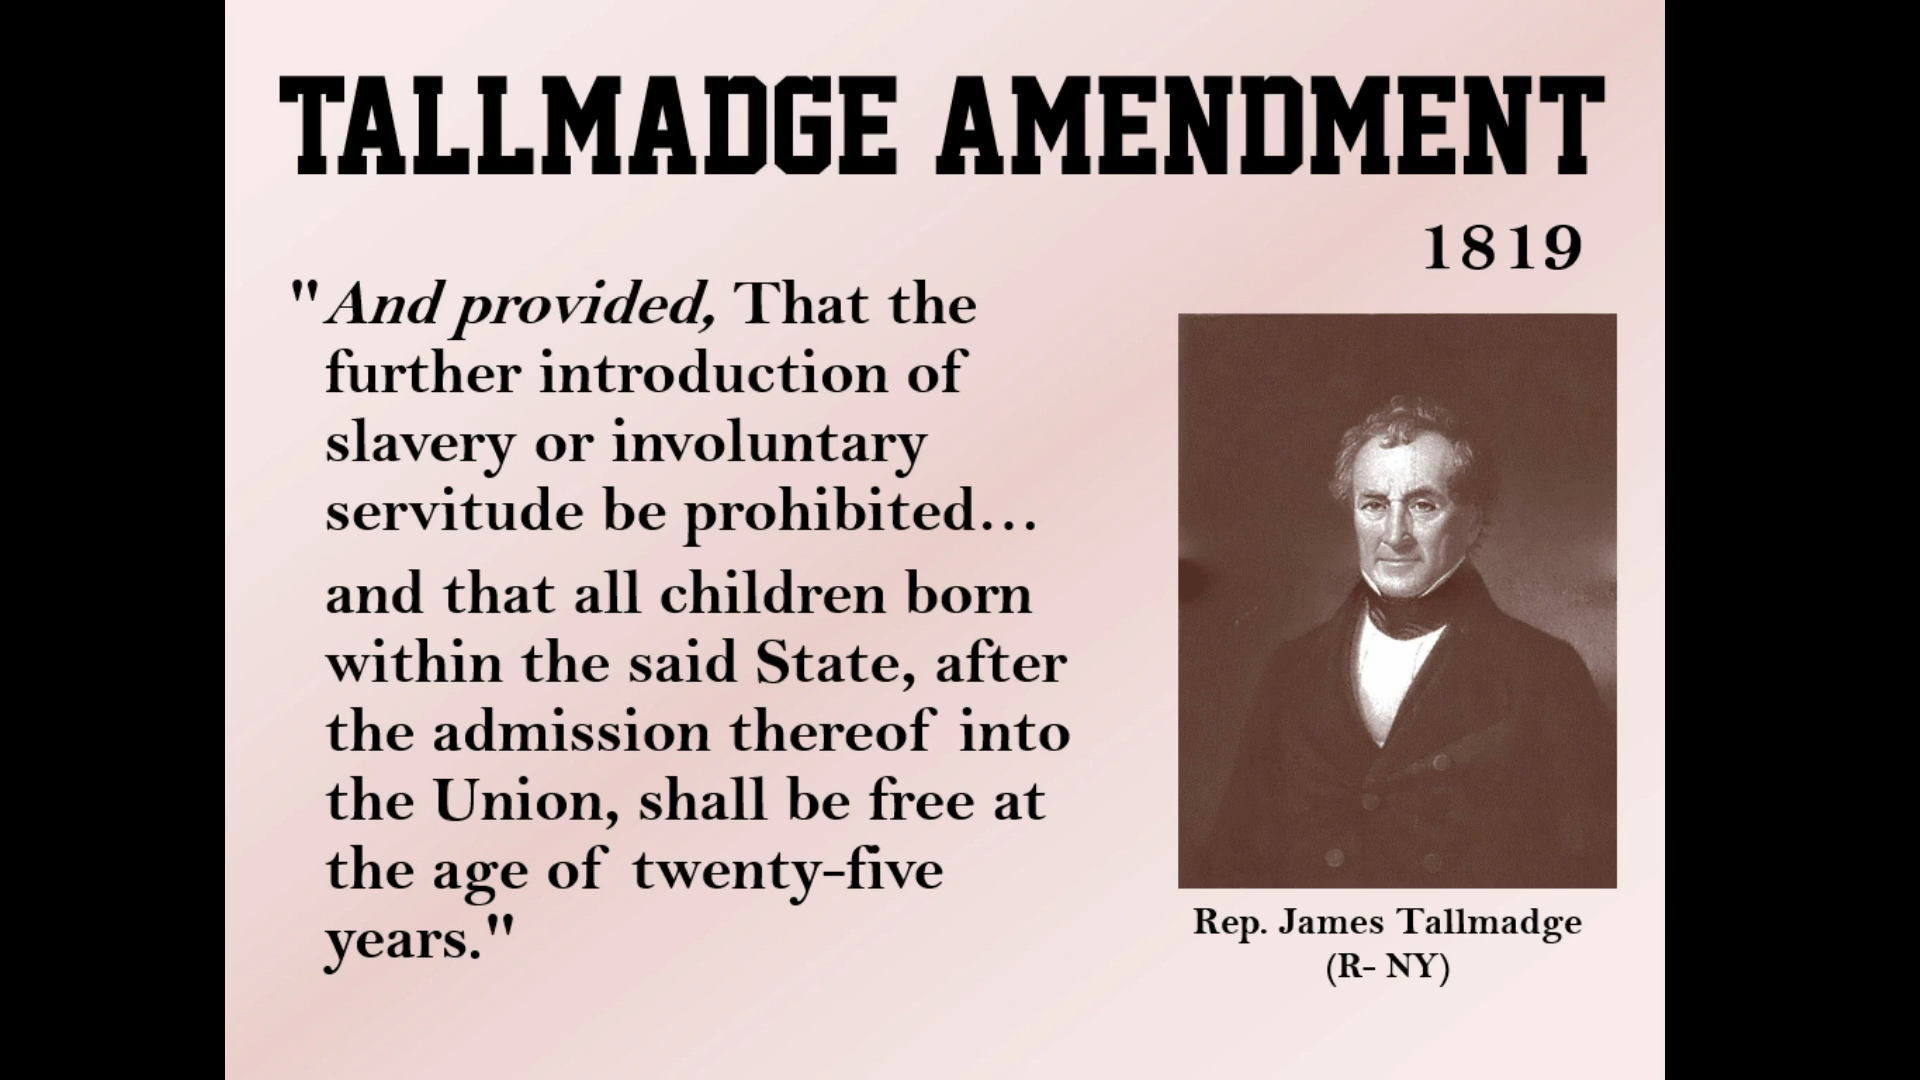 TALLMADGE AMENDMENT
1819
"And provided, That the
further introduction of
slavery or involuntary
servitude be prohibited…
and that all children born
within the said State, after
the admission thereof into
the Union, shall be free at
the age of twenty-five
years."
Rep. James Tallmadge
(R- NY)